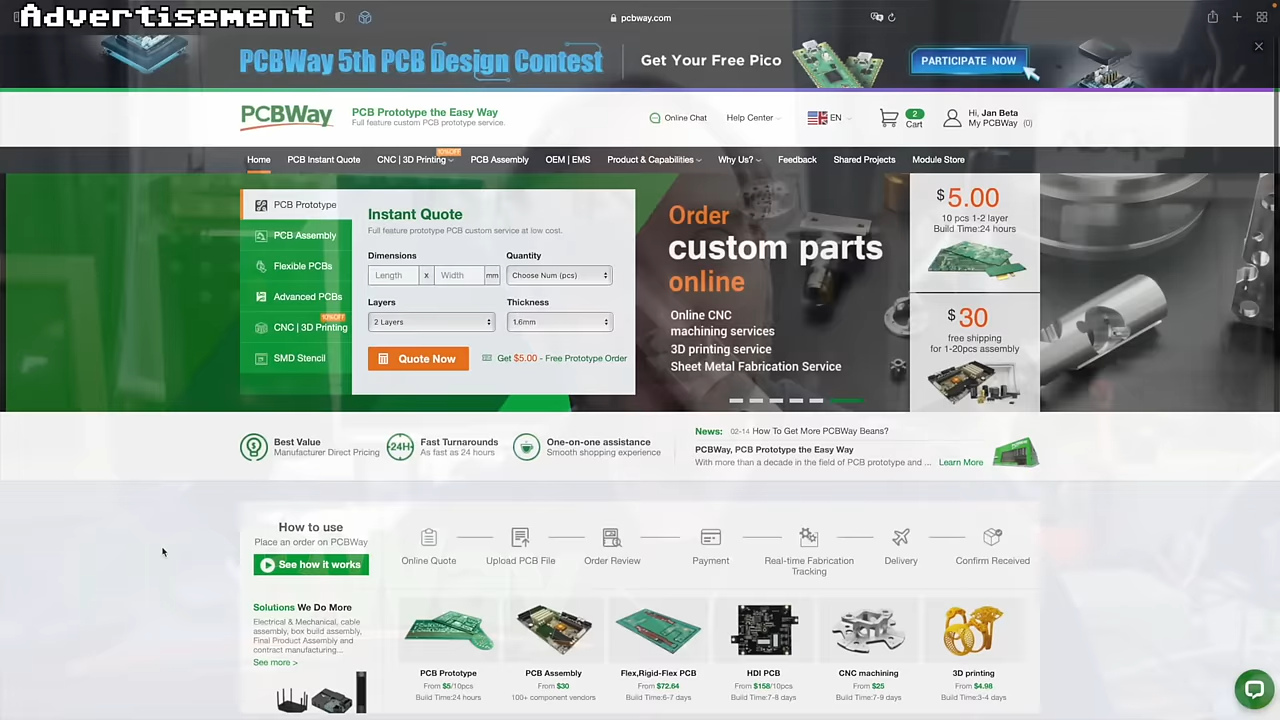 Advertisement
pcbway.com
PCBWay 5th PCB Design Contest
Get Your Free Pico
PARTICIPATE NOW
PCBWay
PCB Prototype the Easy Way
Full feature custom PCB prototype service.
Online Chat
Help Center
EN
2
Cart
Hi, Jan Beta
My PCBWay (0)
Home
PCB Instant Quote
CNC | 3D Printing
10%OFF
PCB Assembly
OEM | EMS
Product & Capabilities
Why Us?
Feedback
Shared Projects
Module Store
PCB Prototype
PCB Assembly
Flexible PCBs
Advanced PCBs
10%OFF
CNC | 3D Printing
SMD Stencil
Instant Quote
Full feature prototype PCB custom service at low cost.
Dimensions
Quantity
Length x Width mm
Choose Num (pcs)
Layers
Thickness
2 Layers
1.6mm
Quote Now
Get $5.00 - Free Prototype Order
Order
custom parts
online
Online CNC
machining services
3D printing service
Sheet Metal Fabrication Service
$5.00
10 pcs 1-2 layer
Build Time:24 hours
$30
free shipping
for 1-20pcs assembly
Best Value
Manufacturer Direct Pricing
24H
Fast Turnarounds
As fast as 24 hours
One-on-one assistance
Smooth shopping experience
News: 02-14 How To Get More PCBWay Beans?
PCBWay, PCB Prototype the Easy Way
With more than a decade in the field of PCB prototype and ... Learn More
How to use
Place an order on PCBWay
See how it works
Online Quote
Upload PCB File
Order Review
Payment
Real-time Fabrication
Tracking
Delivery
Confirm Received
Solutions We Do More
Electrical & Mechanical, cable
assembly, box build assembly,
Final Product Assembly and
contract manufacturing...
See more >
PCB Prototype
From $5/10pcs
Build Time:24 hours
PCB Assembly
From $30
100+ component vendors
Flex,Rigid-Flex PCB
From $72.64
Build Time:6-7 days
HDI PCB
From $158/10pcs
Build Time:7-8 days
CNC machining
From $25
Build Time:7-9 days
3D printing
From $4.98
Build Time:3-4 days